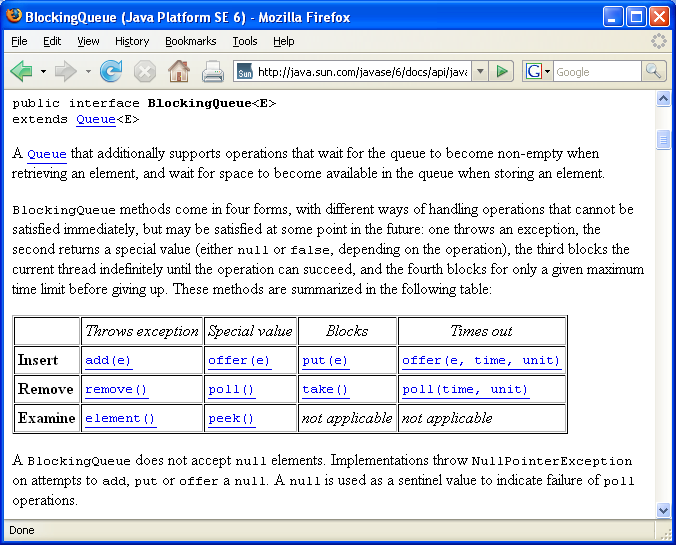 BlockingQueue (Java Platform SE 6) - Mozilla Firefox
File Edit View History Bookmarks Tools Help
Sun http://java.sun.com/javase/6/docs/api/java G Google
public interface BlockingQueue<E>
extends Queue<E>
A Queue that additionally supports operations that wait for the queue to become non-empty when
retrieving an element, and wait for space to become available in the queue when storing an element.
BlockingQueue methods come in four forms, with different ways of handling operations that cannot be
satisfied immediately, but may be satisfied at some point in the future: one throws an exception, the
second returns a special value (either null or false, depending on the operation), the third blocks the
current thread indefinitely until the operation can succeed, and the fourth blocks for only a given maximum
time limit before giving up. These methods are summarized in the following table:
Throws exception Special value Blocks Times out
Insert add(e) offer(e) put(e) offer(e, time, unit)
Remove remove() poll() take() poll(time, unit)
Examine element() peek() not applicable not applicable
A BlockingQueue does not accept null elements. Implementations throw NullPointerException
on attempts to add, put or offer a null. A null is used as a sentinel value to indicate failure of poll
operations.
Done